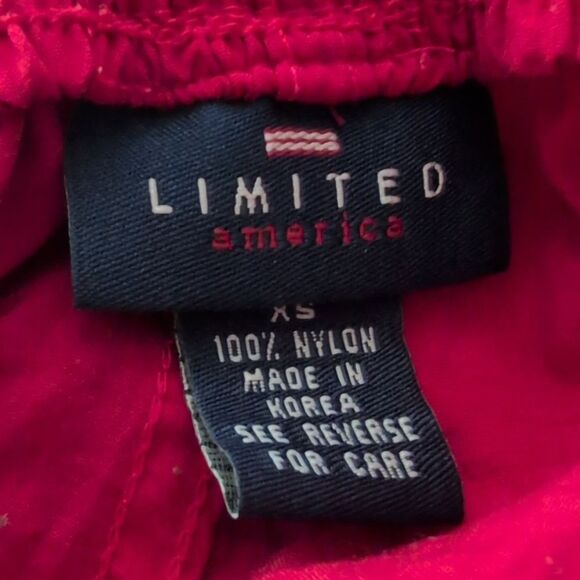 LIMITED
america
XS
100% NYLON
MADE IN
KOREA
SEE REVERSE
FOR CARE